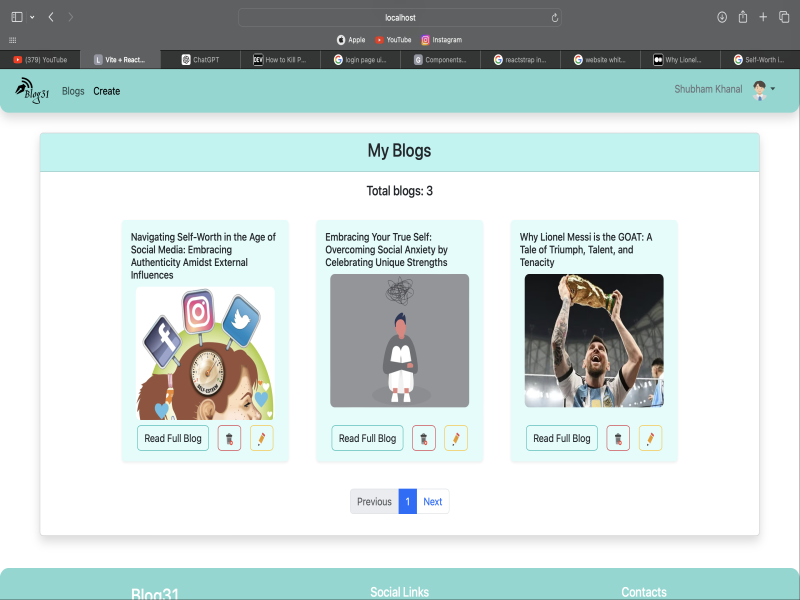 localhost
Apple
YouTube
Instagram
(379) YouTube
Vite + React...
ChatGPT
How to Kill P...
login page ui...
Components...
reactstrap in...
website whit...
Why Lionel...
Self-Worth i...
Blog31
Blogs
Create
Shubham Khanal
My Blogs
Total blogs: 3
Navigating Self-Worth in the Age of
Social Media: Embracing
Authenticity Amidst External
Influences
SELF-ESTEEM
Read Full Blog
Embracing Your True Self:
Overcoming Social Anxiety by
Celebrating Unique Strengths
Read Full Blog
Why Lionel Messi is the GOAT: A
Tale of Triumph, Talent, and
Tenacity
Read Full Blog
Previous
1
Next
Blog31
Social Links
Contacts